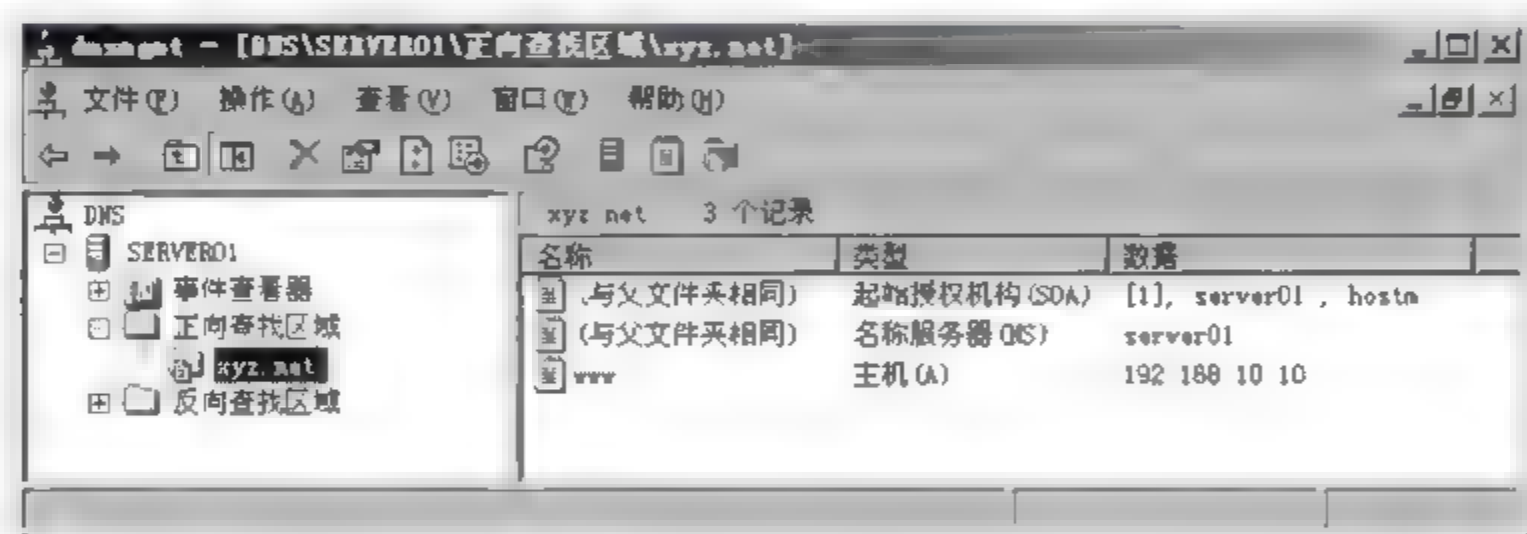 dnsmgmt - [DNS\SERVER01\正向查找区域\xyz.net]
文件(F) 操作(A) 查看(V) 窗口(W) 帮助(H)
DNS
SERVER01
事件查看器
正向查找区域
xyz.net
反向查找区域
xyz net 3 个记录
名称 类型 数据
(与父文件夹相同) 起始授权机构(SOA) [1], server01 , hostm
(与父文件夹相同) 名称服务器(NS) server01
www 主机(A) 192 168 10 10